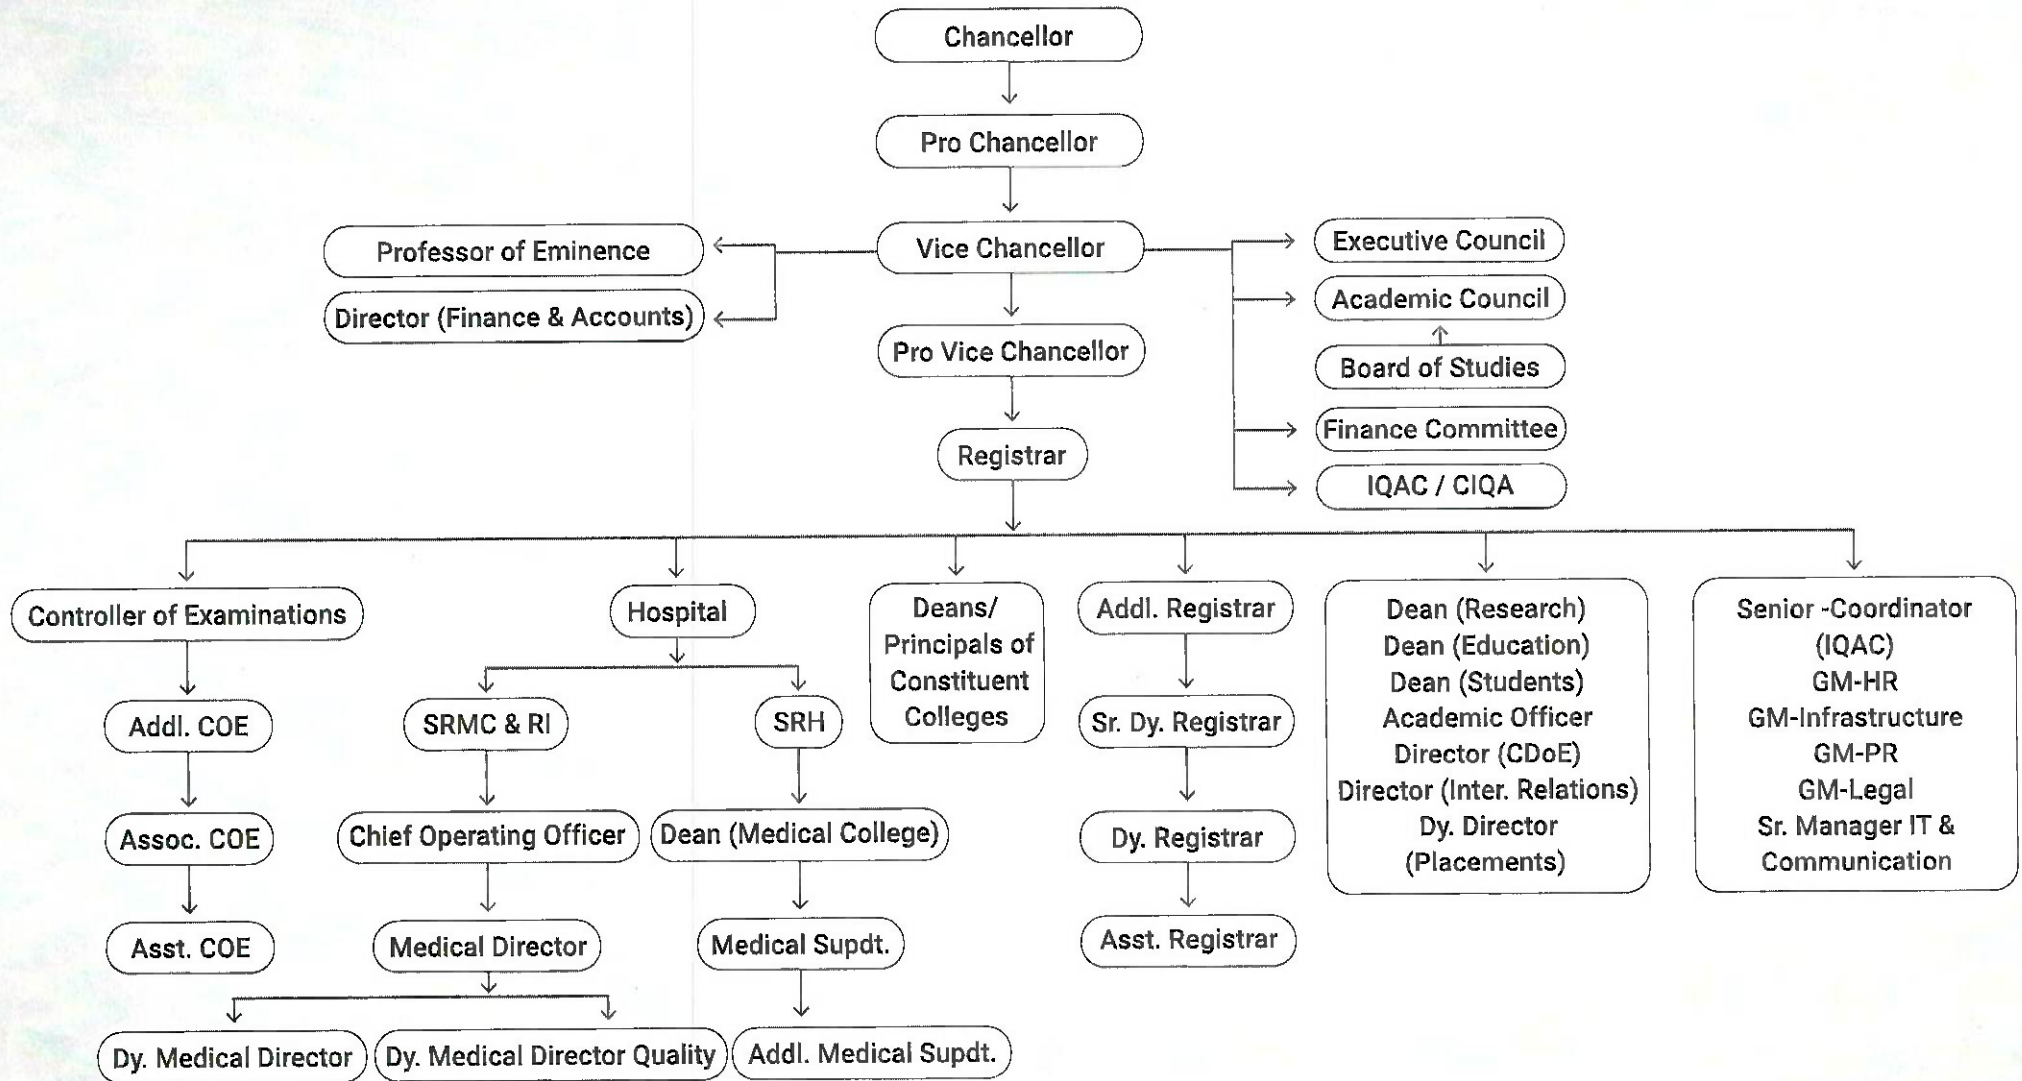 Chancellor
Pro Chancellor
Vice Chancellor
Professor of Eminence
Director (Finance & Accounts)
Executive Council
Academic Council
Board of Studies
Finance Committee
IQAC / CIQA
Pro Vice Chancellor
Registrar
Controller of Examinations
Addl. COE
Assoc. COE
Asst. COE
Hospital
SRMC & RI
Chief Operating Officer
Medical Director
Dy. Medical Director
Dy. Medical Director Quality
SRH
Dean (Medical College)
Medical Supdt.
Addl. Medical Supdt.
Deans/
Principals of
Constituent
Colleges
Addl. Registrar
Sr. Dy. Registrar
Dy. Registrar
Asst. Registrar
Dean (Research)
Dean (Education)
Dean (Students)
Academic Officer
Director (CDoE)
Director (Inter. Relations)
Dy. Director
(Placements)
Senior -Coordinator
(IQAC)
GM-HR
GM-Infrastructure
GM-PR
GM-Legal
Sr. Manager IT &
Communication